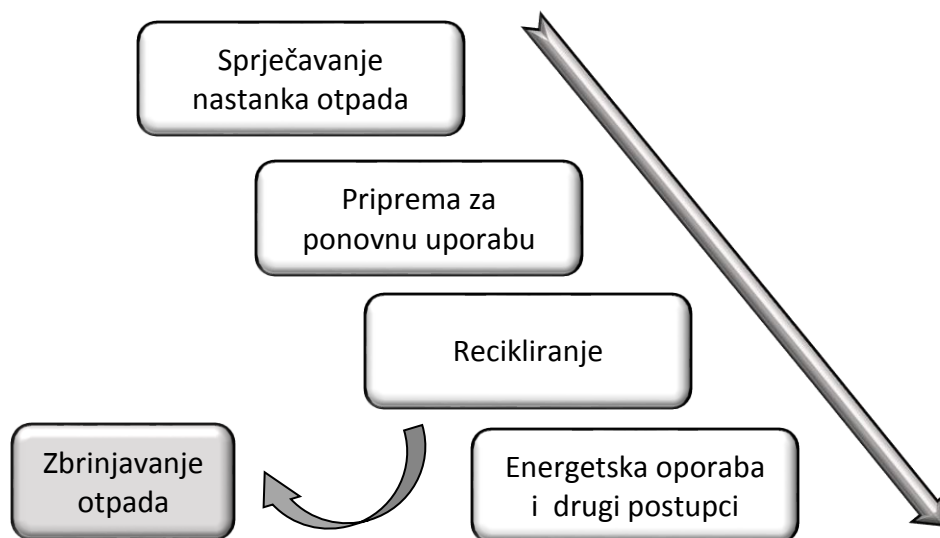 Sprječavanje
nastanka otpada
Priprema za
ponovnu uporabu
Recikliranje
Zbrinjavanje
otpada
Energetska oporaba
i drugi postupci